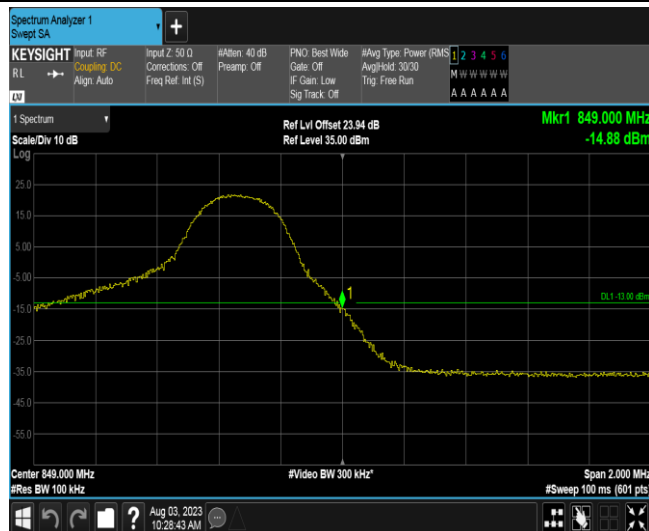 Spectrum Analyzer 1
Swept SA
+
KEYSIGHT
RL
LXI
Input: RF
Coupling: DC
Align: Auto
Input Z: 50 Ω
Corrections: Off
Freq Ref: Int (S)
#Atten: 40 dB
Preamp: Off
PNO: Best Wide
Gate: Off
IF Gain: Low
Sig Track: Off
#Avg Type: Power (RMS
Avg|Hold: 30/30
Trig: Free Run
1 2 3 4 5 6
M W W W W W
A A A A A A
1 Spectrum
Scale/Div 10 dB
Ref Lvl Offset 23.94 dB
Ref Level 35.00 dBm
Mkr1 849.000 MHz
-14.88 dBm
Log
25.0
15.0
5.00
-5.00
1
DL1 -13.00 dBm
-15.0
-25.0
-35.0
-45.0
-55.0
Center 849.000 MHz
#Video BW 300 kHz*
Span 2.000 MHz
#Res BW 100 kHz
#Sweep 100 ms (601 pts)
?
Aug 03, 2023
10:28:43 AM